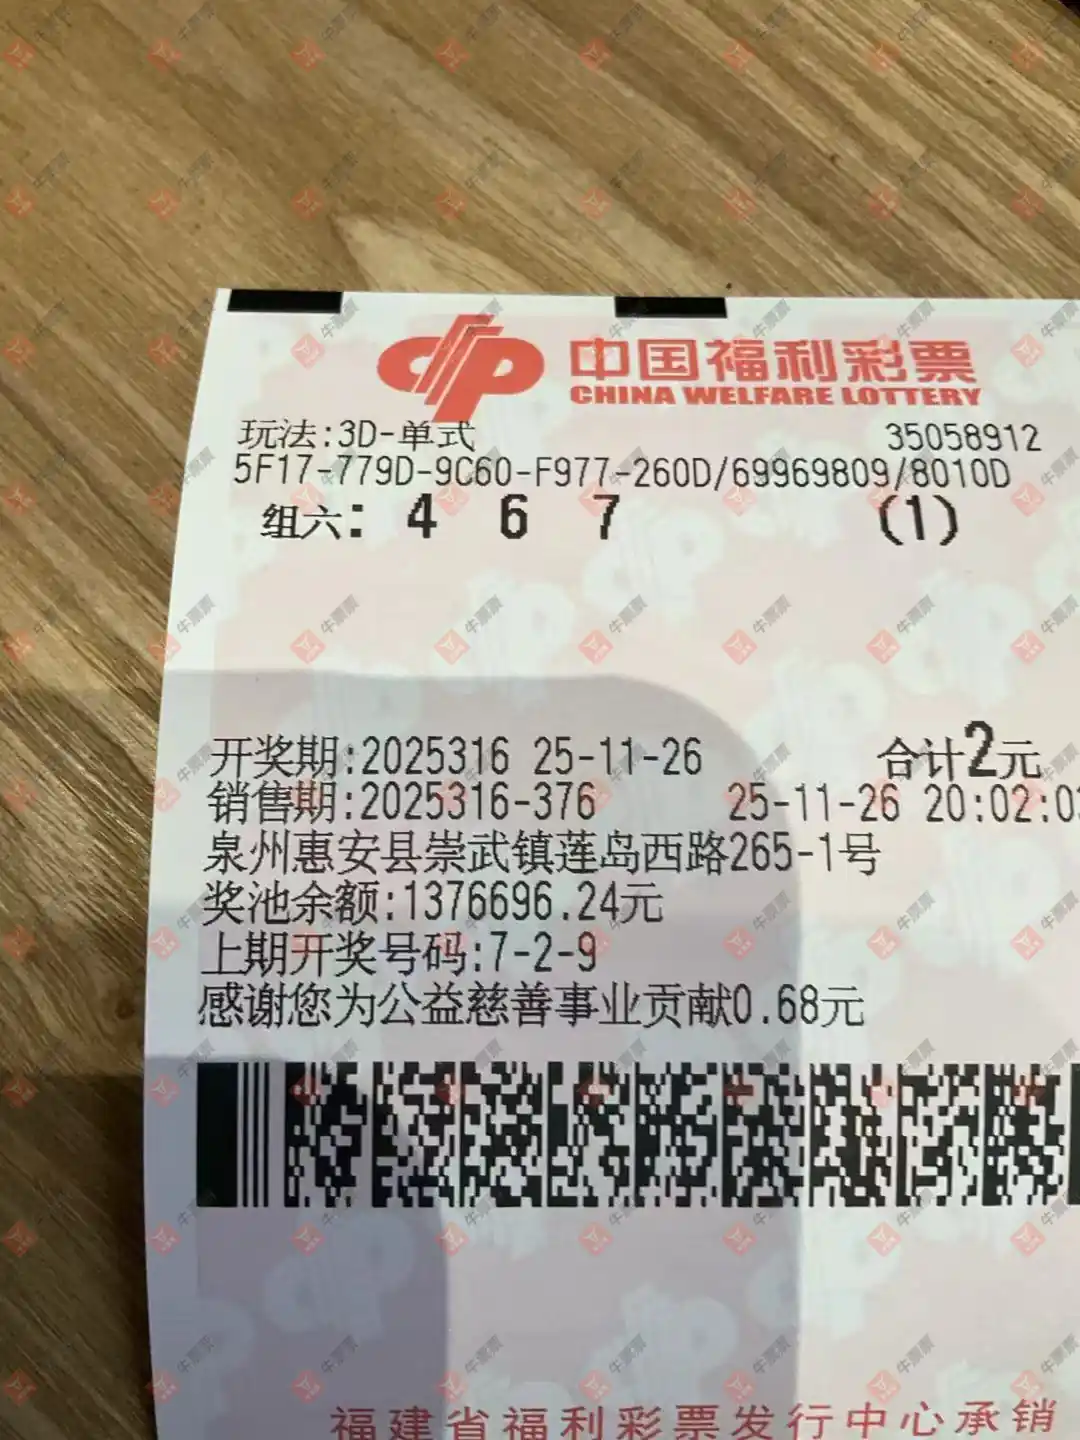 中国福利彩票
CHINA WELFARE LOTTERY
玩法:3D-单式 35058912
5F17-779D-9C60-F977-260D/69969809/8010D
组六: 4 6 7 (1)
开奖期:2025316 25-11-26 合计2元
销售期:2025316-376 25-11-26 20:02:03
泉州惠安县崇武镇莲岛西路265-1号
奖池余额:1376696.24元
上期开奖号码:7-2-9
感谢您为公益慈善事业贡献0.68元
福建省福利彩票发行中心承销
牛票票